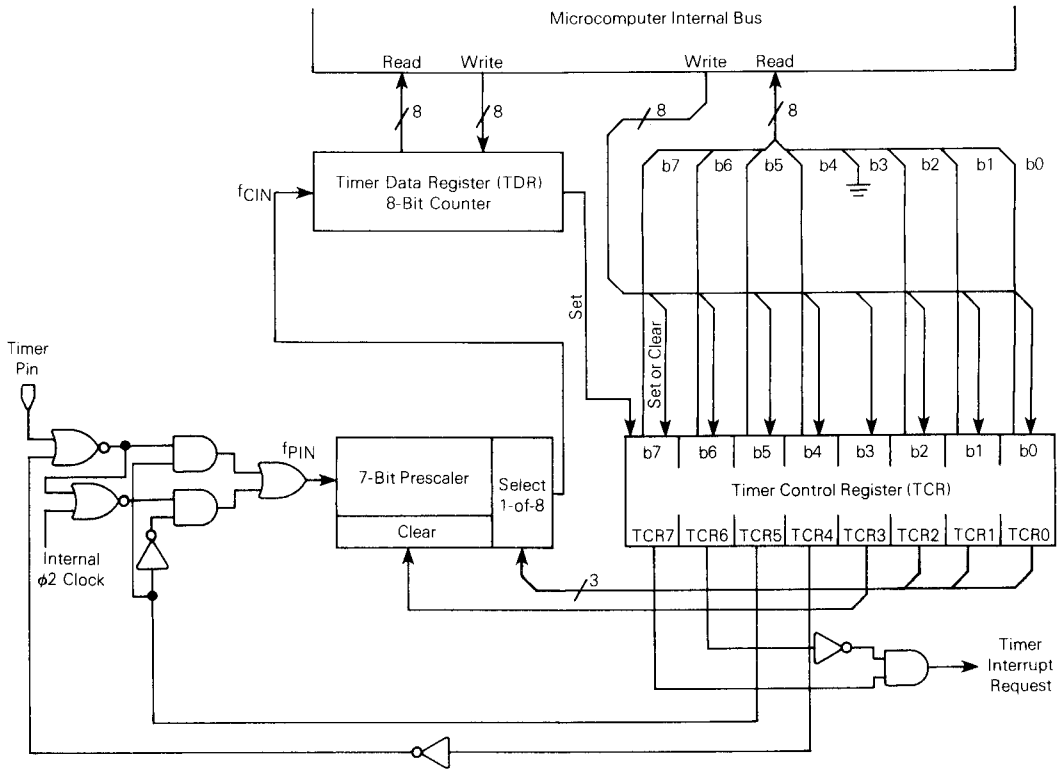 Microcomputer Internal Bus
Read
Write
Write
Read
8
8
8
8
b7
b6
b5
b4
b3
b2
b1
b0
fCIN
Timer Data Register (TDR)
8-Bit Counter
Set
Set or Clear
Timer
Pin
fPIN
7-Bit Prescaler
Clear
Select
1-of-8
b7
b6
b5
b4
b3
b2
b1
b0
Timer Control Register (TCR)
TCR7
TCR6
TCR5
TCR4
TCR3
TCR2
TCR1
TCR0
Internal
ϕ2 Clock
3
Timer
Interrupt
Request